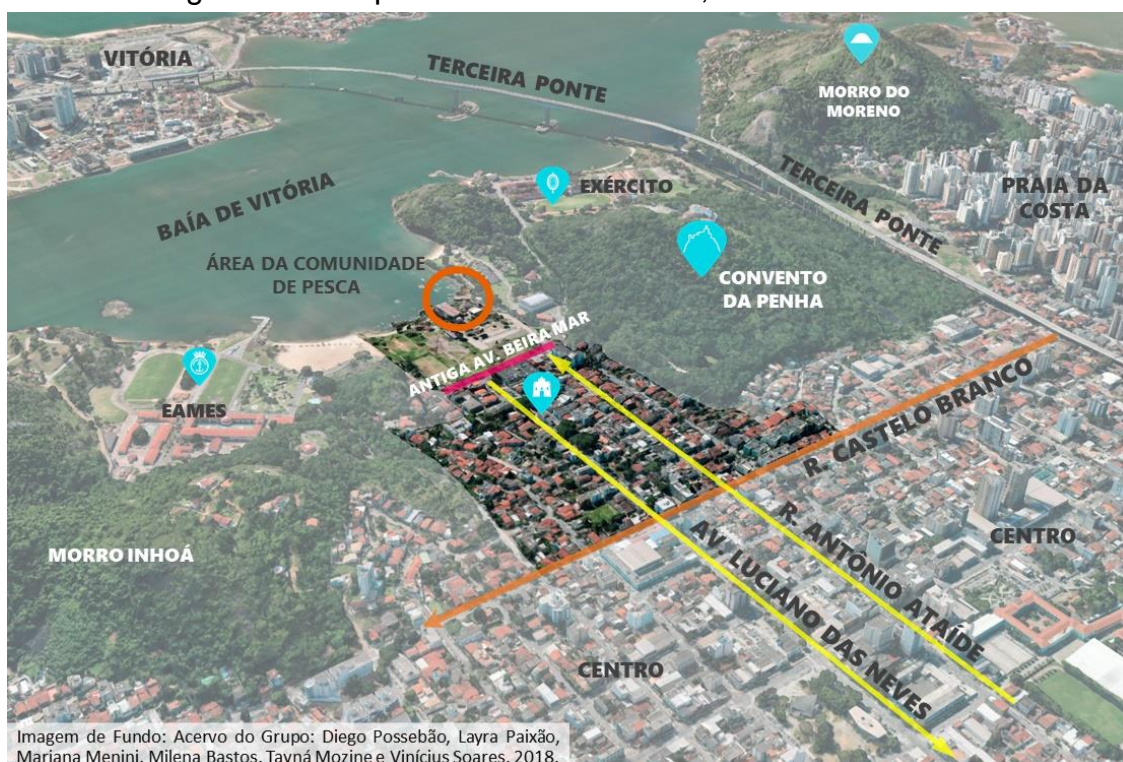 VITÓRIA
TERCEIRA PONTE
MORRO DO
MORENO
BAÍA DE VITÓRIA
EXÉRCITO
TERCEIRA PONTE
PRAIA DA
COSTA
ÁREA DA COMUNIDADE
DE PESCA
CONVENTO
DA PENHA
ANTIGA AV. BEIRA MAR
EAMES
R. CASTELO BRANCO
MORRO INHOÁ
AV. LUCIANO DAS NEVES
R. ANTÔNIO ATAÍDE
CENTRO
CENTRO
Imagem de Fundo: Acervo do Grupo: Diego Possebão, Layra Paixão,
Mariana Menini, Milena Bastos, Tayná Mozine e Vinícius Soares, 2018.